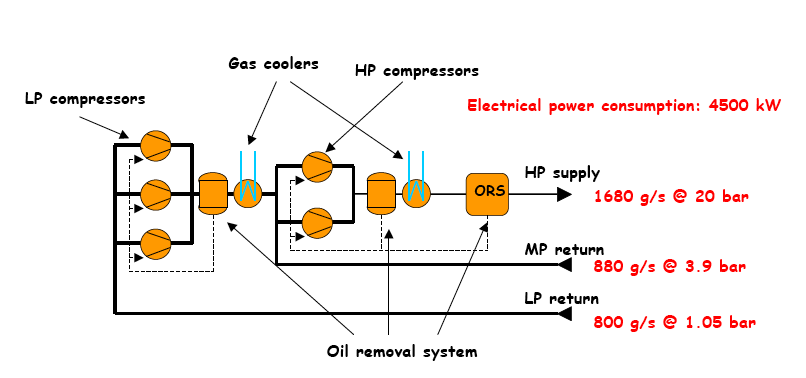 Gas coolers
HP compressors
LP compressors
Electrical power consumption: 4500 kW
HP supply
ORS
1680 g/s @ 20 bar
MP return
880 g/s @ 3.9 bar
LP return
800 g/s @ 1.05 bar
Oil removal system